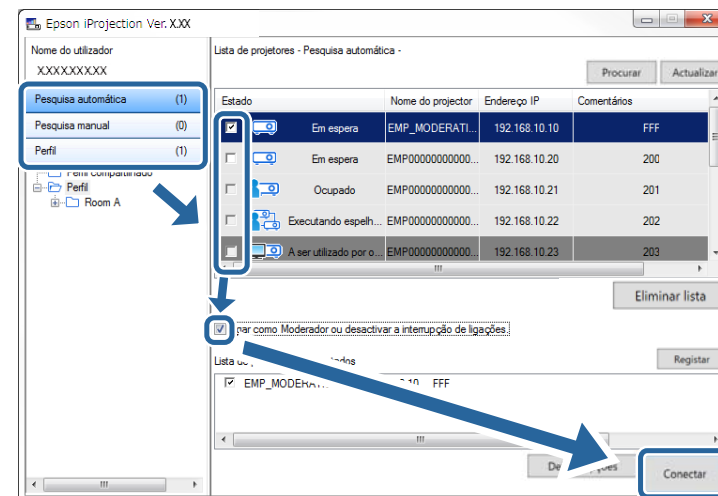 Epson iProjection Ver. X.XX
Nome do utilizador
XXXXXXXXX
Pesquisa automática (1)
Pesquisa manual (0)
Perfil (1)
Perfil compartilhado
Perfil
Room A
Lista de projetores - Pesquisa automática -
Procurar
Actualizar
Estado Nome do projector Endereço IP Comentários
Em espera EMP_MODERATI... 192.168.10.10 FFF
Em espera EMP00000000000... 192.168.10.20 200
Ocupado EMP00000000000... 192.168.10.21 201
Executando espelh... EMP00000000000... 192.168.10.22 202
A ser utilizado por o... EMP00000000000... 192.168.10.23 203
Eliminar lista
como Moderador ou desactivar a interrupção de ligações.
Lista
Registar
FFF
Conectar